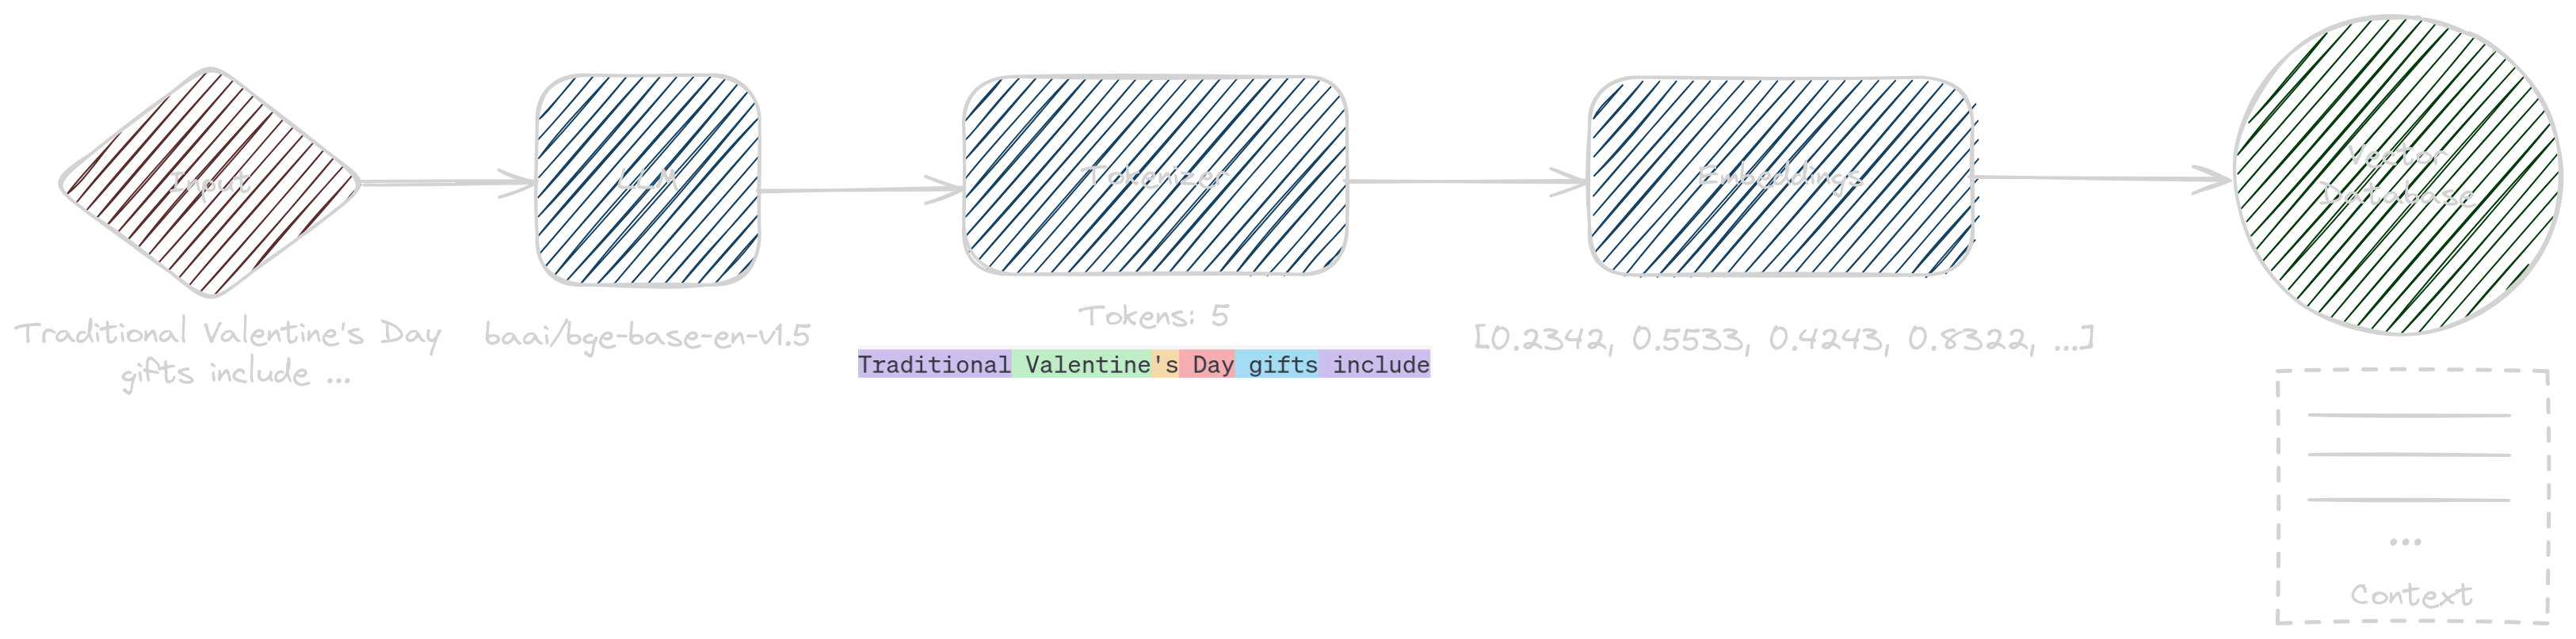 Input
Traditional Valentine's Day
gifts include ...
LLM
baai/bge-base-en-v1.5
Tokenizer
Tokens: 5
Traditional Valentine's Day gifts include
Embeddings
[0.2342, 0.5533, 0.4243, 0.8322, ...]
Vector
Database
...
Context